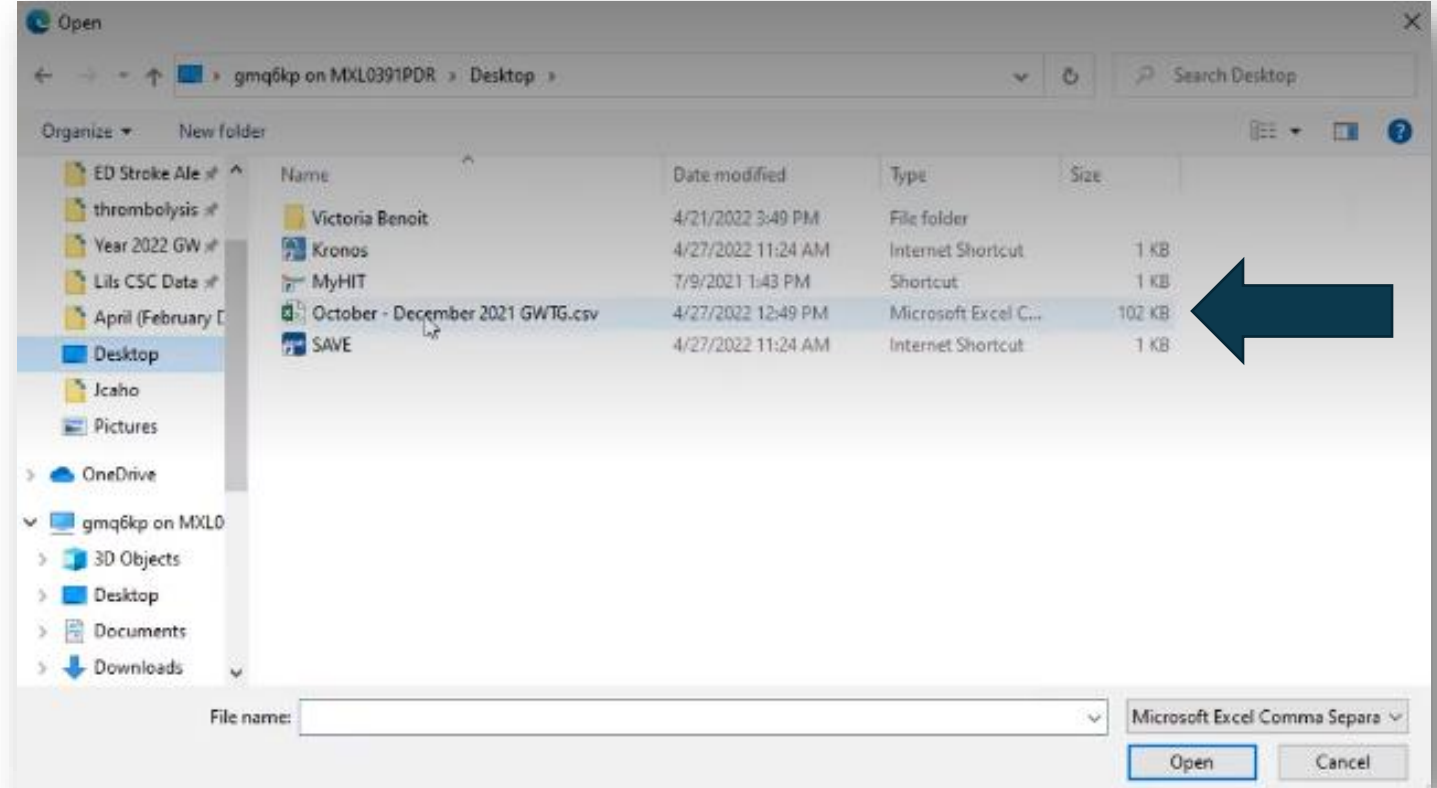 Open
gmq6kp on MXL0391PDR > Desktop >
Search Desktop
Organize
New folder
Name
Date modified
Type
Size
ED Stroke Ale
thrombolysis
Year 2022 GW
Lils CSC Data
April (February D
Desktop
Jcaho
Pictures
OneDrive
gmq6kp on MXL0
3D Objects
Desktop
Documents
Downloads
Victoria Benoit 4/21/2022 3:49 PM File folder
Kronos 4/27/2022 11:24 AM Internet Shortcut 1 KB
MyHIT 7/9/2021 1:43 PM Shortcut 1 KB
October - December 2021 GWTG.csv 4/27/2022 12:49 PM Microsoft Excel C... 102 KB
SAVE 4/27/2022 11:24 AM Internet Shortcut 1 KB
File name:
Microsoft Excel Comma Separa
Open
Cancel